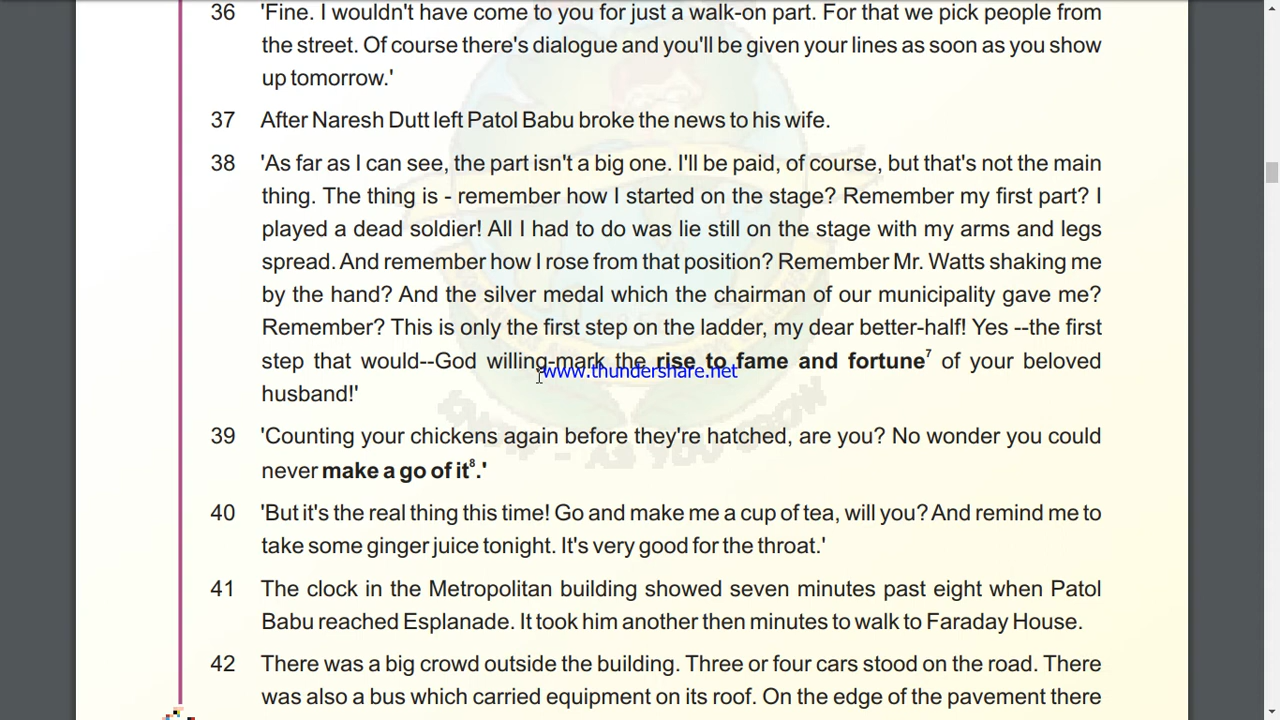 36 'Fine. I wouldn't have come to you for just a walk-on part. For that we pick people from
the street. Of course there's dialogue and you'll be given your lines as soon as you show
up tomorrow.'
37 After Naresh Dutt left Patol Babu broke the news to his wife.
38 'As far as I can see, the part isn't a big one. I'll be paid, of course, but that's not the main
thing. The thing is - remember how I started on the stage? Remember my first part? I
played a dead soldier! All I had to do was lie still on the stage with my arms and legs
spread. And remember how I rose from that position? Remember Mr. Watts shaking me
by the hand? And the silver medal which the chairman of our municipality gave me?
Remember? This is only the first step on the ladder, my dear better-half! Yes --the first
step that would--God willing-mark the rise to fame and fortune7 of your beloved
www.thundershare.net
husband!'
39 'Counting your chickens again before they're hatched, are you? No wonder you could
never make a go of it8.'
40 'But it's the real thing this time! Go and make me a cup of tea, will you? And remind me to
take some ginger juice tonight. It's very good for the throat.'
41 The clock in the Metropolitan building showed seven minutes past eight when Patol
Babu reached Esplanade. It took him another then minutes to walk to Faraday House.
42 There was a big crowd outside the building. Three or four cars stood on the road. There
was also a bus which carried equipment on its roof. On the edge of the pavement there